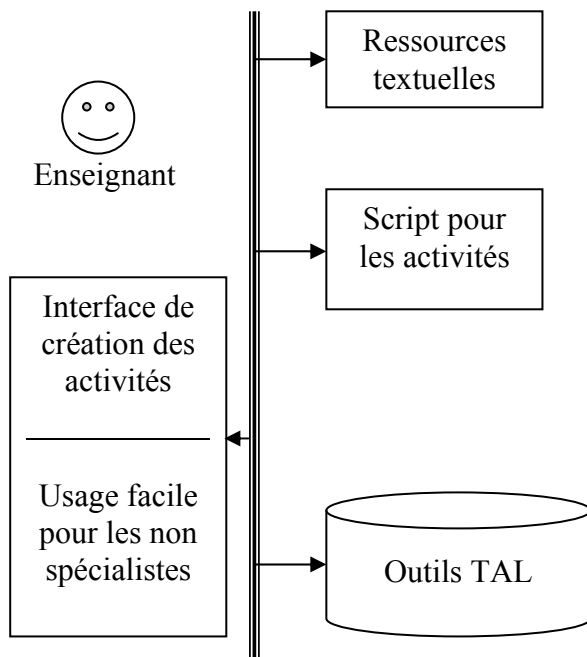 Ressources
textuelles
Enseignant
Script pour
les activités
Interface de
création des
activités
Usage facile
pour les non
spécialistes
Outils TAL